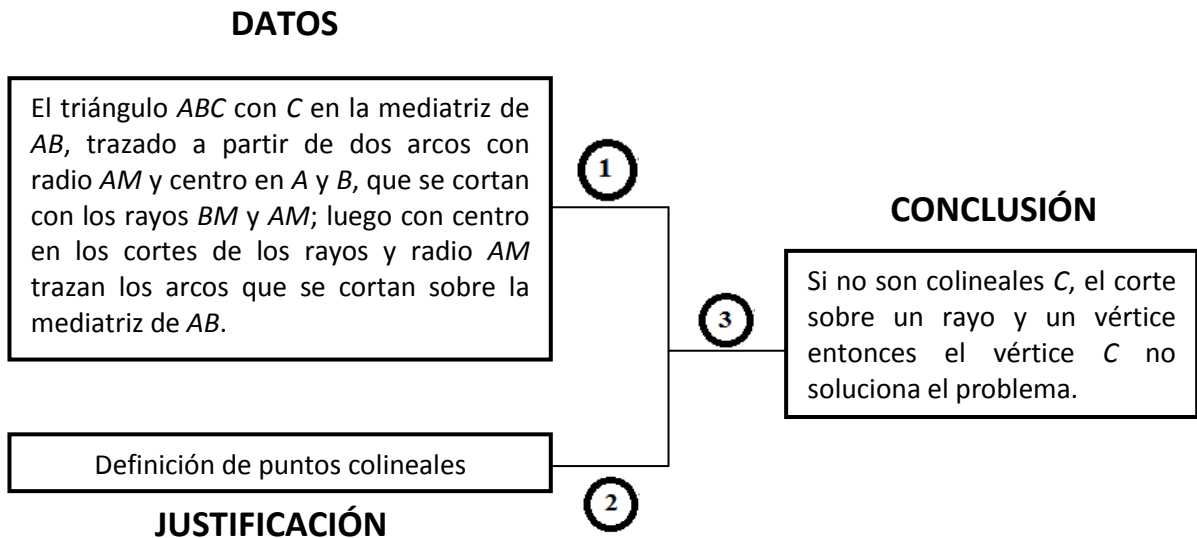 DATOS
El triángulo ABC con C en la mediatriz de
AB, trazado a partir de dos arcos con
radio AM y centro en A y B, que se cortan
con los rayos BM y AM; luego con centro
en los cortes de los rayos y radio AM
trazan los arcos que se cortan sobre la
mediatriz de AB.
1
CONCLUSIÓN
Si no son colineales C, el corte
sobre un rayo y un vértice
entonces el vértice C no
soluciona el problema.
3
Definición de puntos colineales
2
JUSTIFICACIÓN